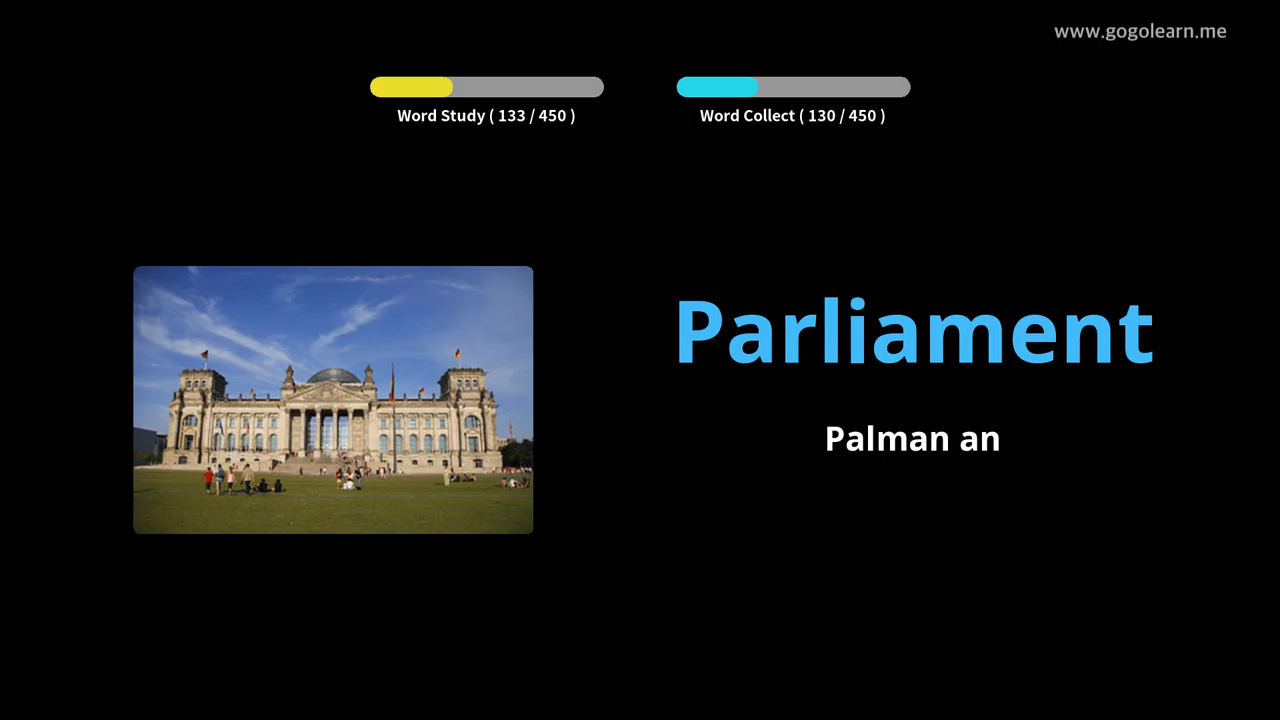 www.gogolearn.me
Word Study ( 133 / 450 )
Word Collect ( 130 / 450 )
Parliament
Palman an